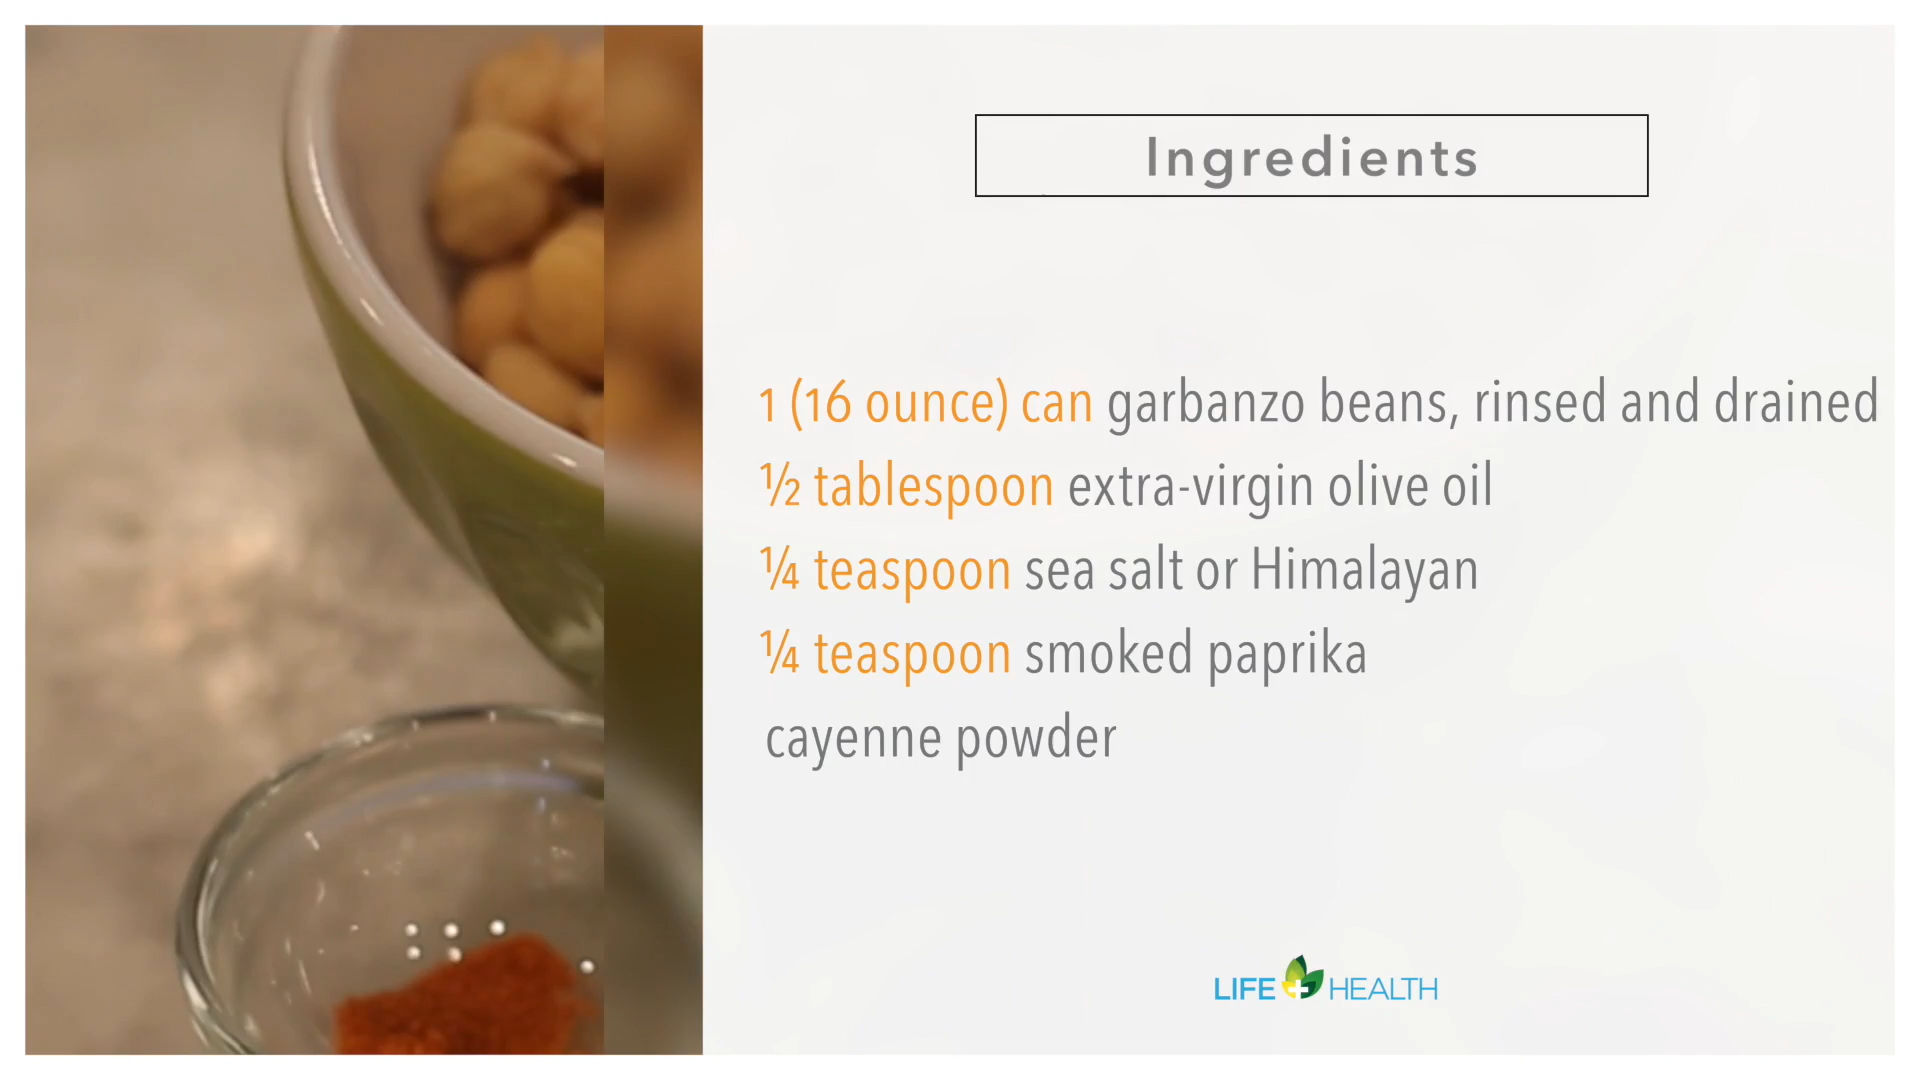 Ingredients
1 (16 ounce) can garbanzo beans, rinsed and drained
½ tablespoon extra-virgin olive oil
¼ teaspoon sea salt or Himalayan
¼ teaspoon smoked paprika
cayenne powder
LIFE HEALTH